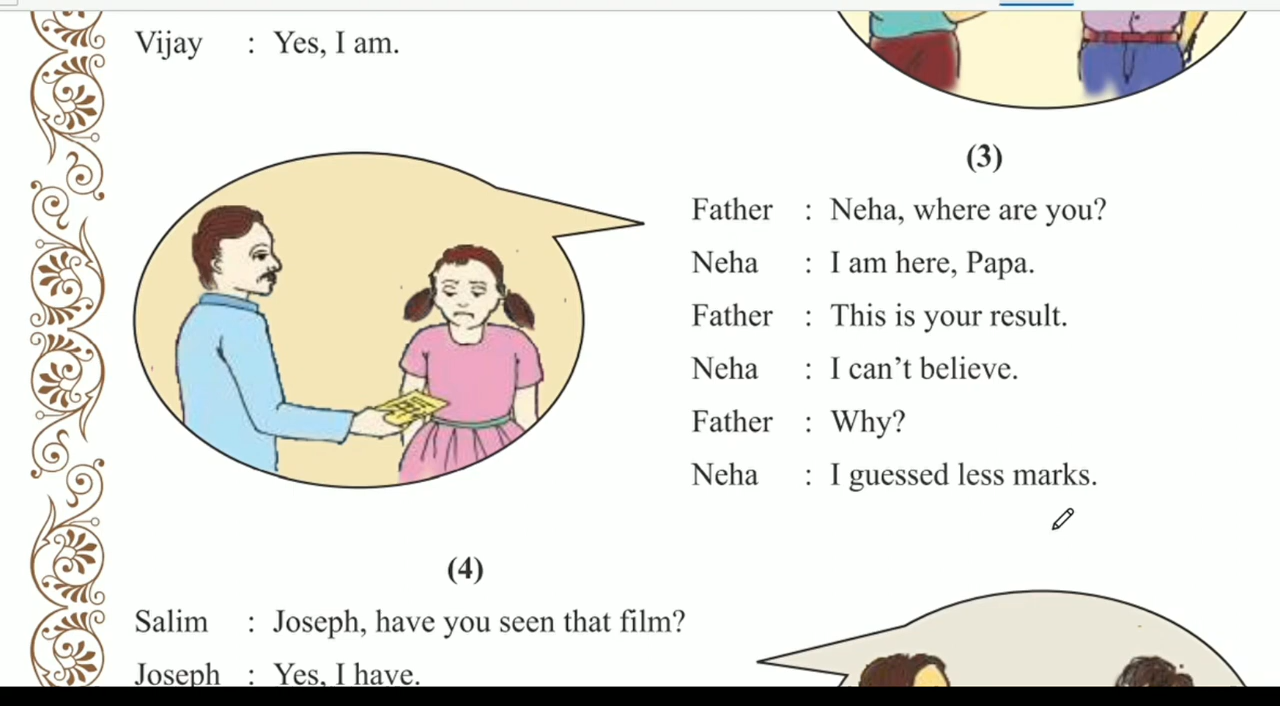 Vijay : Yes, I am.
(3)
Father : Neha, where are you?
Neha : I am here, Papa.
Father : This is your result.
Neha : I can’t believe.
Father : Why?
Neha : I guessed less marks.
(4)
Salim : Joseph, have you seen that film?
Joseph : Yes, I have.